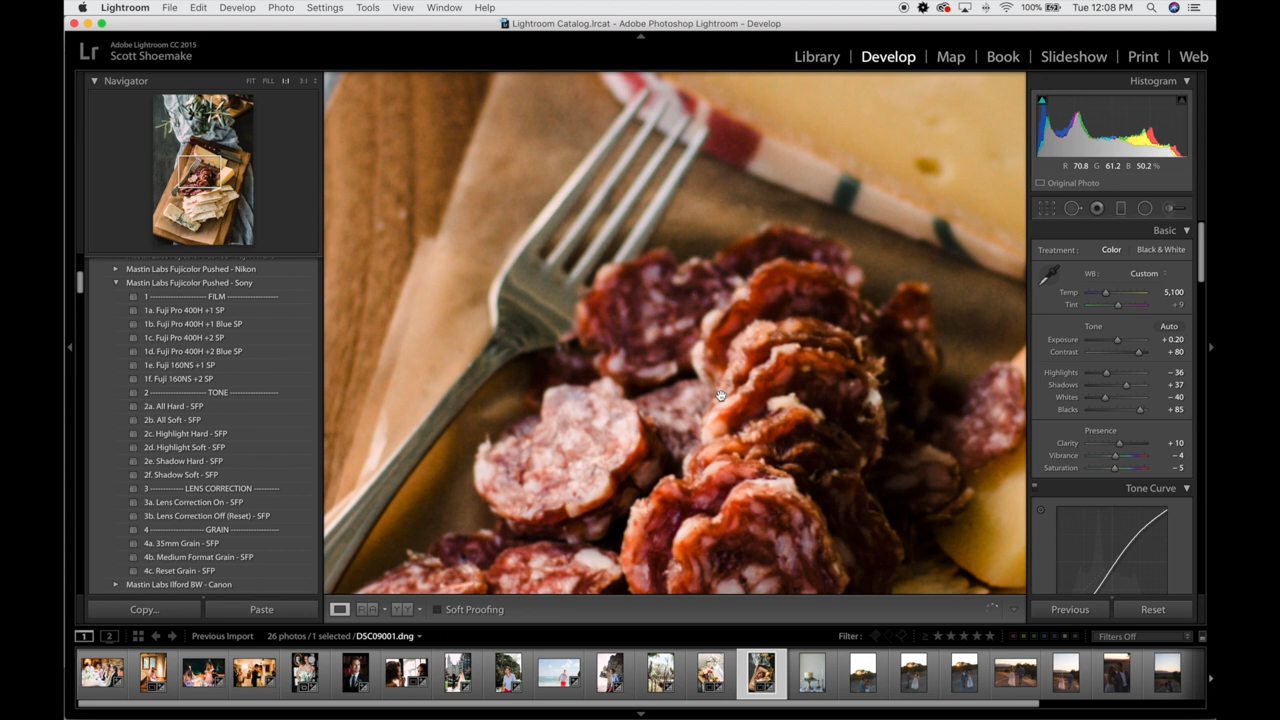 Lightroom File Edit Develop Photo Settings Tools View Window Help 100% Tue 12:08 PM
Lightroom Catalog.lrcat - Adobe Photoshop Lightroom - Develop
Lr Adobe Lightroom CC 2015
Scott Shoemake
Library | Develop | Map | Book | Slideshow | Print | Web
Navigator FIT FILL 1:1 3:1
Mastin Labs Fujicolor Pushed - Nikon
Mastin Labs Fujicolor Pushed - Sony
1 ---------------------- FILM ----------------------
1a. Fuji Pro 400H +1 SP
1b. Fuji Pro 400H +1 Blue SP
1c. Fuji Pro 400H +2 SP
1d. Fuji Pro 400H +2 Blue SP
1e. Fuji 160NS +1 SP
1f. Fuji 160NS +2 SP
2 ---------------------- TONE ---------------------
2a. All Hard - SFP
2b. All Soft - SFP
2c. Highlight Hard - SFP
2d. Highlight Soft - SFP
2e. Shadow Hard - SFP
2f. Shadow Soft - SFP
3 ------------ LENS CORRECTION ----------
3a. Lens Correction On - SFP
3b. Lens Correction Off (Reset) - SFP
4 --------------------- GRAIN --------------------
4a. 35mm Grain - SFP
4b. Medium Format Grain - SFP
4c. Reset Grain - SFP
Mastin Labs Ilford BW - Canon
Copy... Paste
Soft Proofing
Histogram
R 70.8 G 61.2 B 50.2 %
Original Photo
Basic
Treatment : Color Black & White
WB : Custom
Temp 5,100
Tint + 9
Tone Auto
Exposure + 0.20
Contrast + 80
Highlights − 36
Shadows + 37
Whites − 40
Blacks + 85
Presence
Clarity + 10
Vibrance − 4
Saturation − 5
Tone Curve
Previous Reset
1 2 Previous Import 26 photos / 1 selected / DSC09001.dng Filter : Filters Off